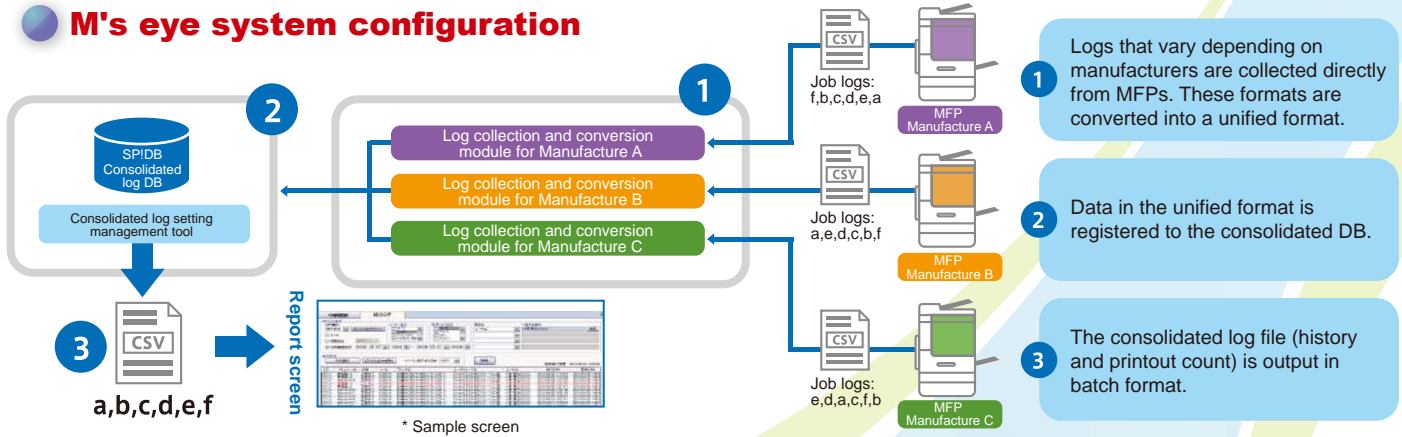 M's eye system configuration
2
SP!DB
Consolidated
log DB
Consolidated log setting
management tool
3
CSV
a,b,c,d,e,f
Report screen
* Sample screen
1
Log collection and conversion
module for Manufacture A
Log collection and conversion
module for Manufacture B
Log collection and conversion
module for Manufacture C
CSV
Job logs:
f,b,c,d,e,a
MFP
Manufacture A
CSV
Job logs:
a,e,d,c,b,f
MFP
Manufacture B
CSV
Job logs:
e,d,a,c,f,b
MFP
Manufacture C
1
Logs that vary depending on
manufacturers are collected directly
from MFPs. These formats are
converted into a unified format.
2
Data in the unified format is
registered to the consolidated DB.
3
The consolidated log file (history
and printout count) is output in
batch format.